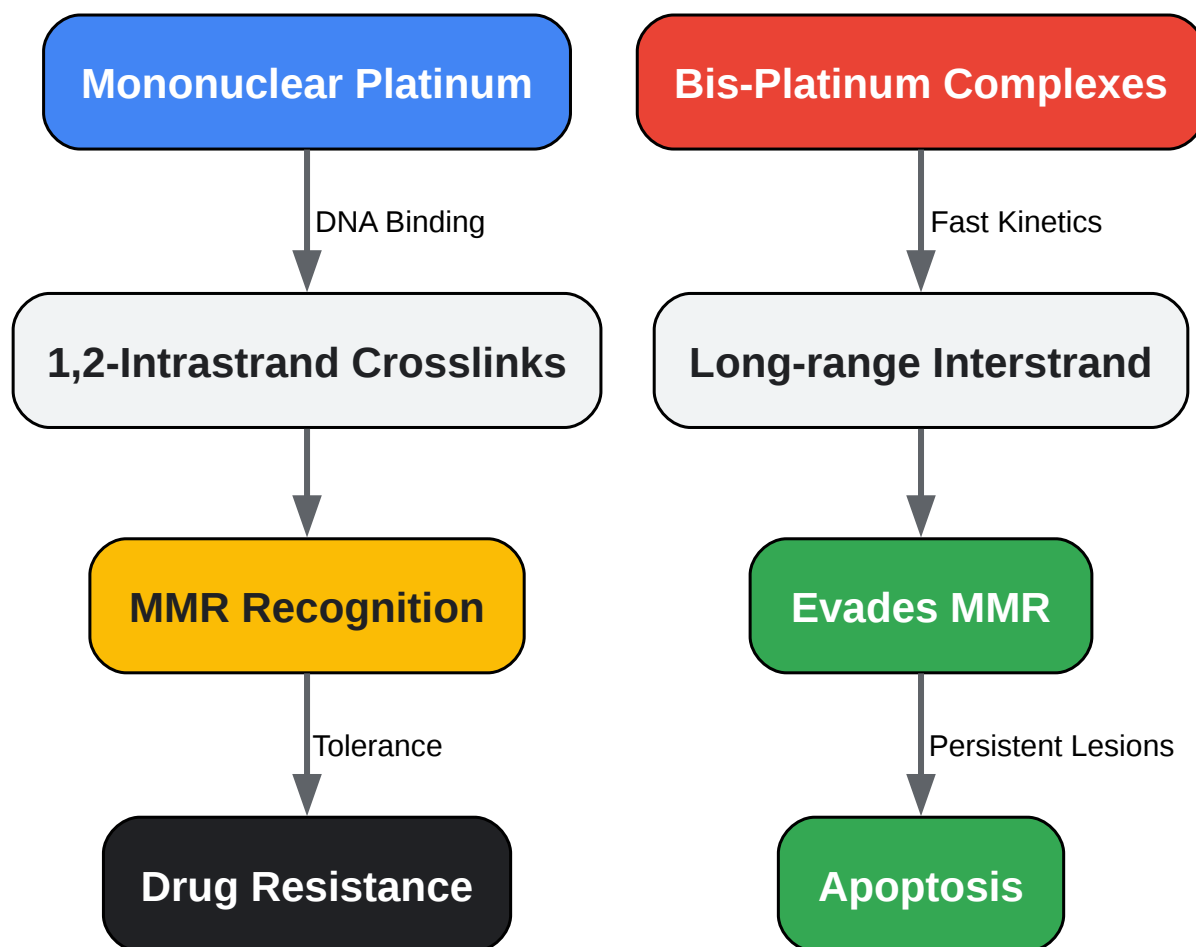 Mononuclear Platinum
Bis-Platinum Complexes
DNA Binding
Fast Kinetics
1,2-Intrastrand Crosslinks
Long-range Interstrand
MMR Recognition
Evades MMR
Tolerance
Persistent Lesions
Drug Resistance
Apoptosis